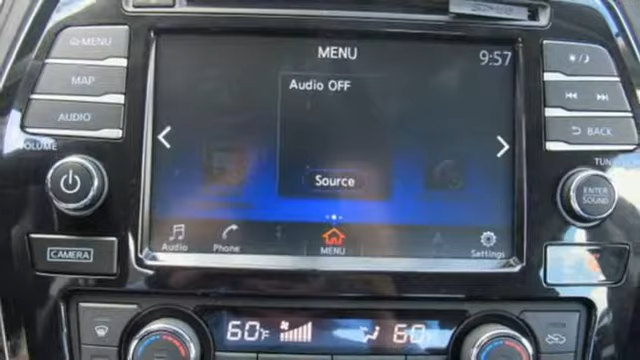 MENU
MENU
9:57
MAP
Audio OFF
AUDIO
BACK
VOLUME
TUN
Source
ENTER
SOUND
Audio
Phone
MENU
Settings
CAMERA
60°F
60°F